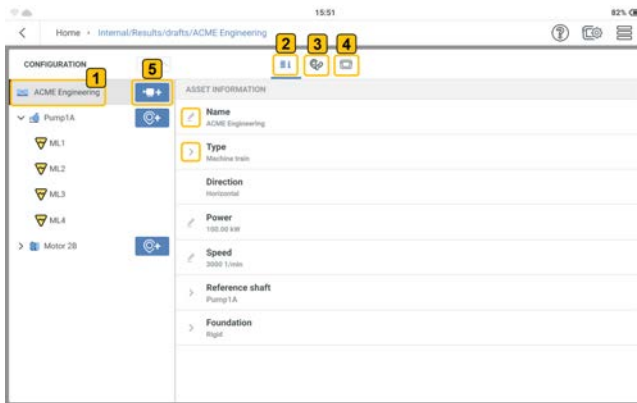 15:51
82%
Home › Internal/Results/drafts/ACME Engineering
2
3
4
CONFIGURATION
5
1
ACME Engineering
ASSET INFORMATION
Pump1A
Name
ACME Engineering
ML1
Type
Machine train
ML2
Direction
Horizontal
ML3
ML4
Power
100.00 kW
Motor 2B
Speed
3000 1/min
Reference shaft
Pump1A
Foundation
Rigid